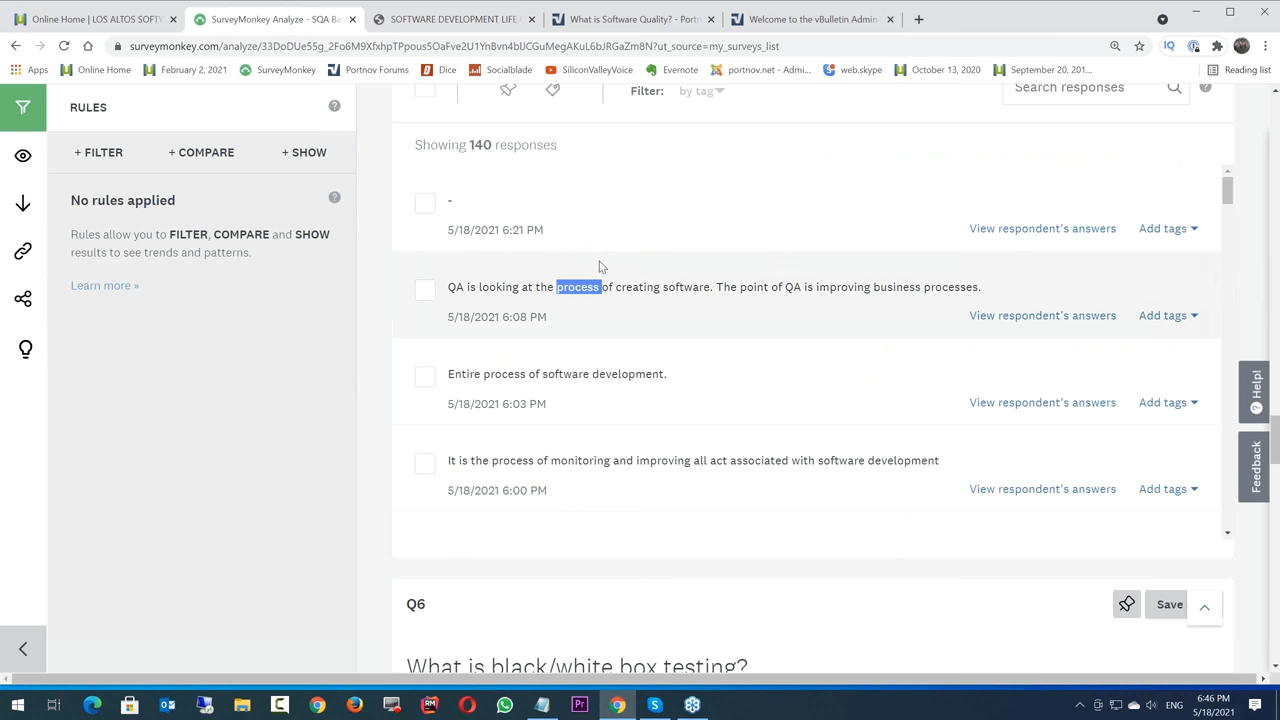 Online Home | LOS ALTOS SOFTW
SurveyMonkey Analyze - SQA Ba
SOFTWARE DEVELOPMENT LIFE
What is Software Quality? - Portn
Welcome to the vBulletin Admin
surveymonkey.com/analyze/33DoDUe55g_2Fo6M9XfxhpTPpous5OaFve2U1YnBvn4bUCGuMegAKuL6bJRGaZm8N?ut_source=my_surveys_list
Apps
Online Home
February 2, 2021
SurveyMonkey
Portnov Forums
Dice
Socialblade
SiliconValleyVoice
Evernote
portnov.net - Admi...
web.skype
October 13, 2020
September 20, 201...
Reading list
RULES
+ FILTER
+ COMPARE
+ SHOW
No rules applied
Rules allow you to FILTER, COMPARE and SHOW
results to see trends and patterns.
Learn more »
Filter:
by tag
Search responses
Showing 140 responses
-
5/18/2021 6:21 PM
View respondent's answers
Add tags
QA is looking at the process of creating software. The point of QA is improving business processes.
5/18/2021 6:08 PM
View respondent's answers
Add tags
Entire process of software development.
5/18/2021 6:03 PM
View respondent's answers
Add tags
It is the process of monitoring and improving all act associated with software development
5/18/2021 6:00 PM
View respondent's answers
Add tags
Help!
Feedback
Q6
Save
What is black/white box testing?
6:46 PM
5/18/2021